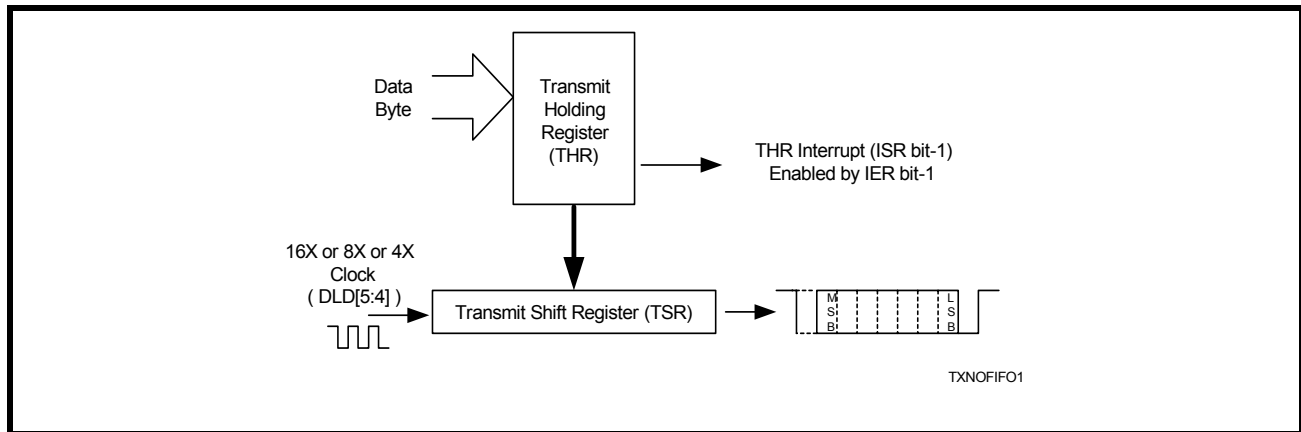 Data
Byte
Transmit
Holding
Register
(THR)
THR Interrupt (ISR bit-1)
Enabled by IER bit-1
16X or 8X or 4X
Clock
( DLD[5:4] )
Transmit Shift Register (TSR)
M
S
B
L
S
B
TXNOFIFO1